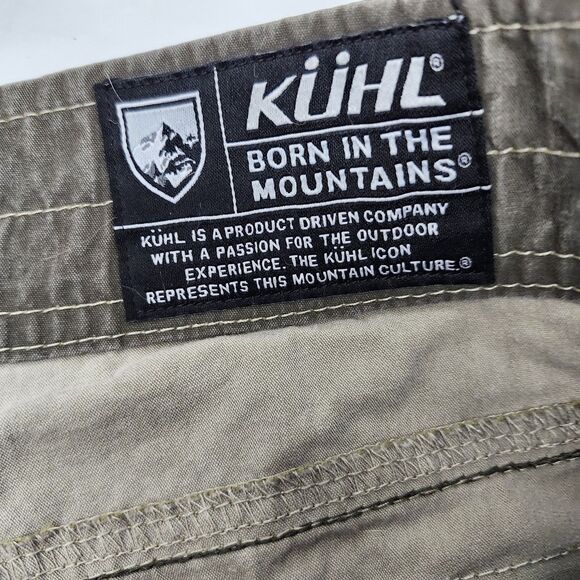 KÜHL®
BORN IN THE
MOUNTAINS®
KÜHL IS A PRODUCT DRIVEN COMPANY
WITH A PASSION FOR THE OUTDOOR
EXPERIENCE. THE KÜHL ICON
REPRESENTS THIS MOUNTAIN CULTURE.®